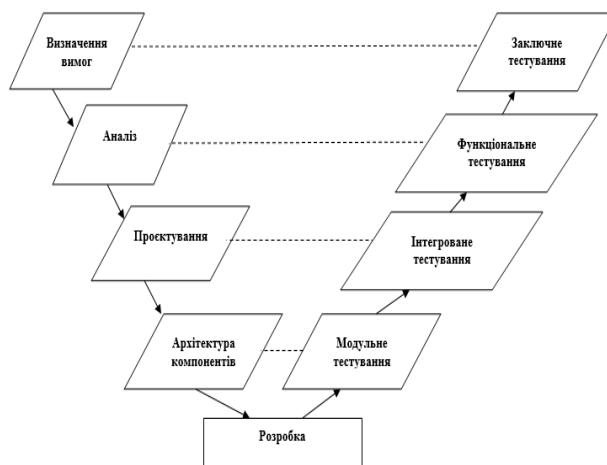 Визначення
вимог
Заключне
тестування
Аналіз
Функціональне
тестування
Проєктування
Інтегроване
тестування
Архітектура
компонентів
Модульне
тестування
Розробка